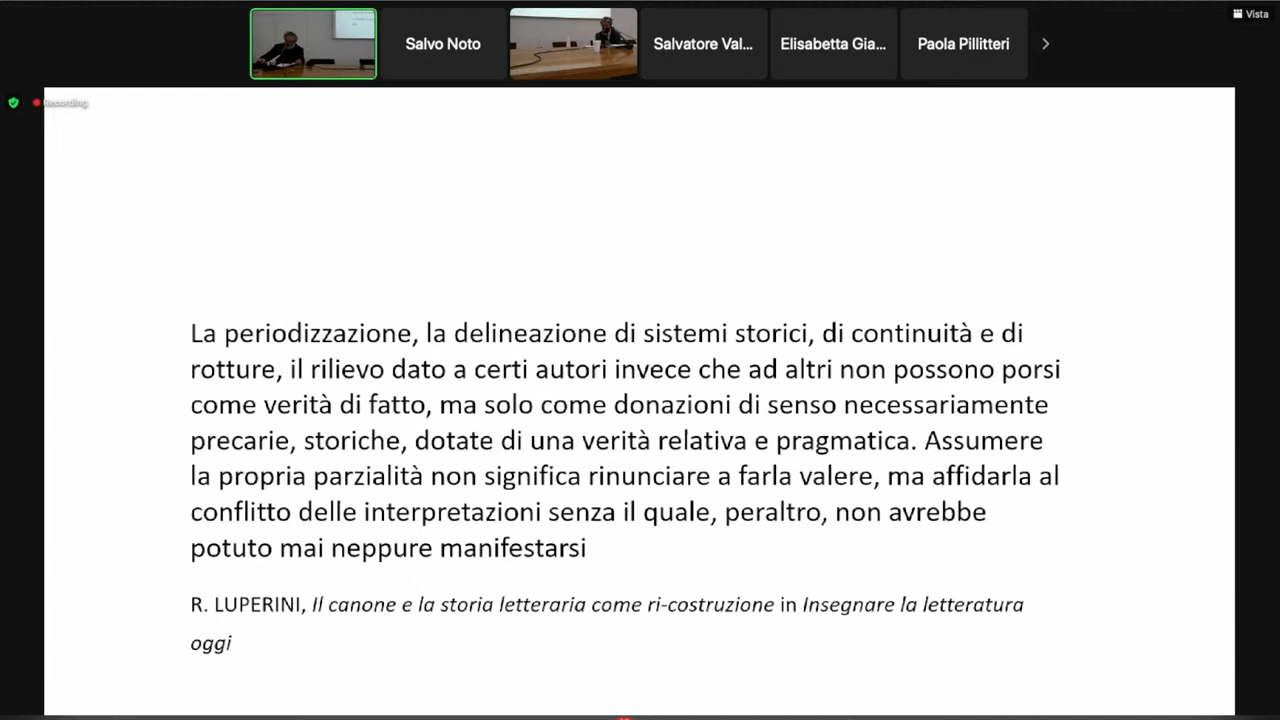 Vista
Salvo Noto
Salvatore Val...
Elisabetta Gia...
Paola Pillitteri
Recording
La periodizzazione, la delineazione di sistemi storici, di continuità e di
rotture, il rilievo dato a certi autori invece che ad altri non possono porsi
come verità di fatto, ma solo come donazioni di senso necessariamente
precarie, storiche, dotate di una verità relativa e pragmatica. Assumere
la propria parzialità non significa rinunciare a farla valere, ma affidarla al
conflitto delle interpretazioni senza il quale, peraltro, non avrebbe
potuto mai neppure manifestarsi
R. LUPERINI, Il canone e la storia letteraria come ri-costruzione in Insegnare la letteratura
oggi